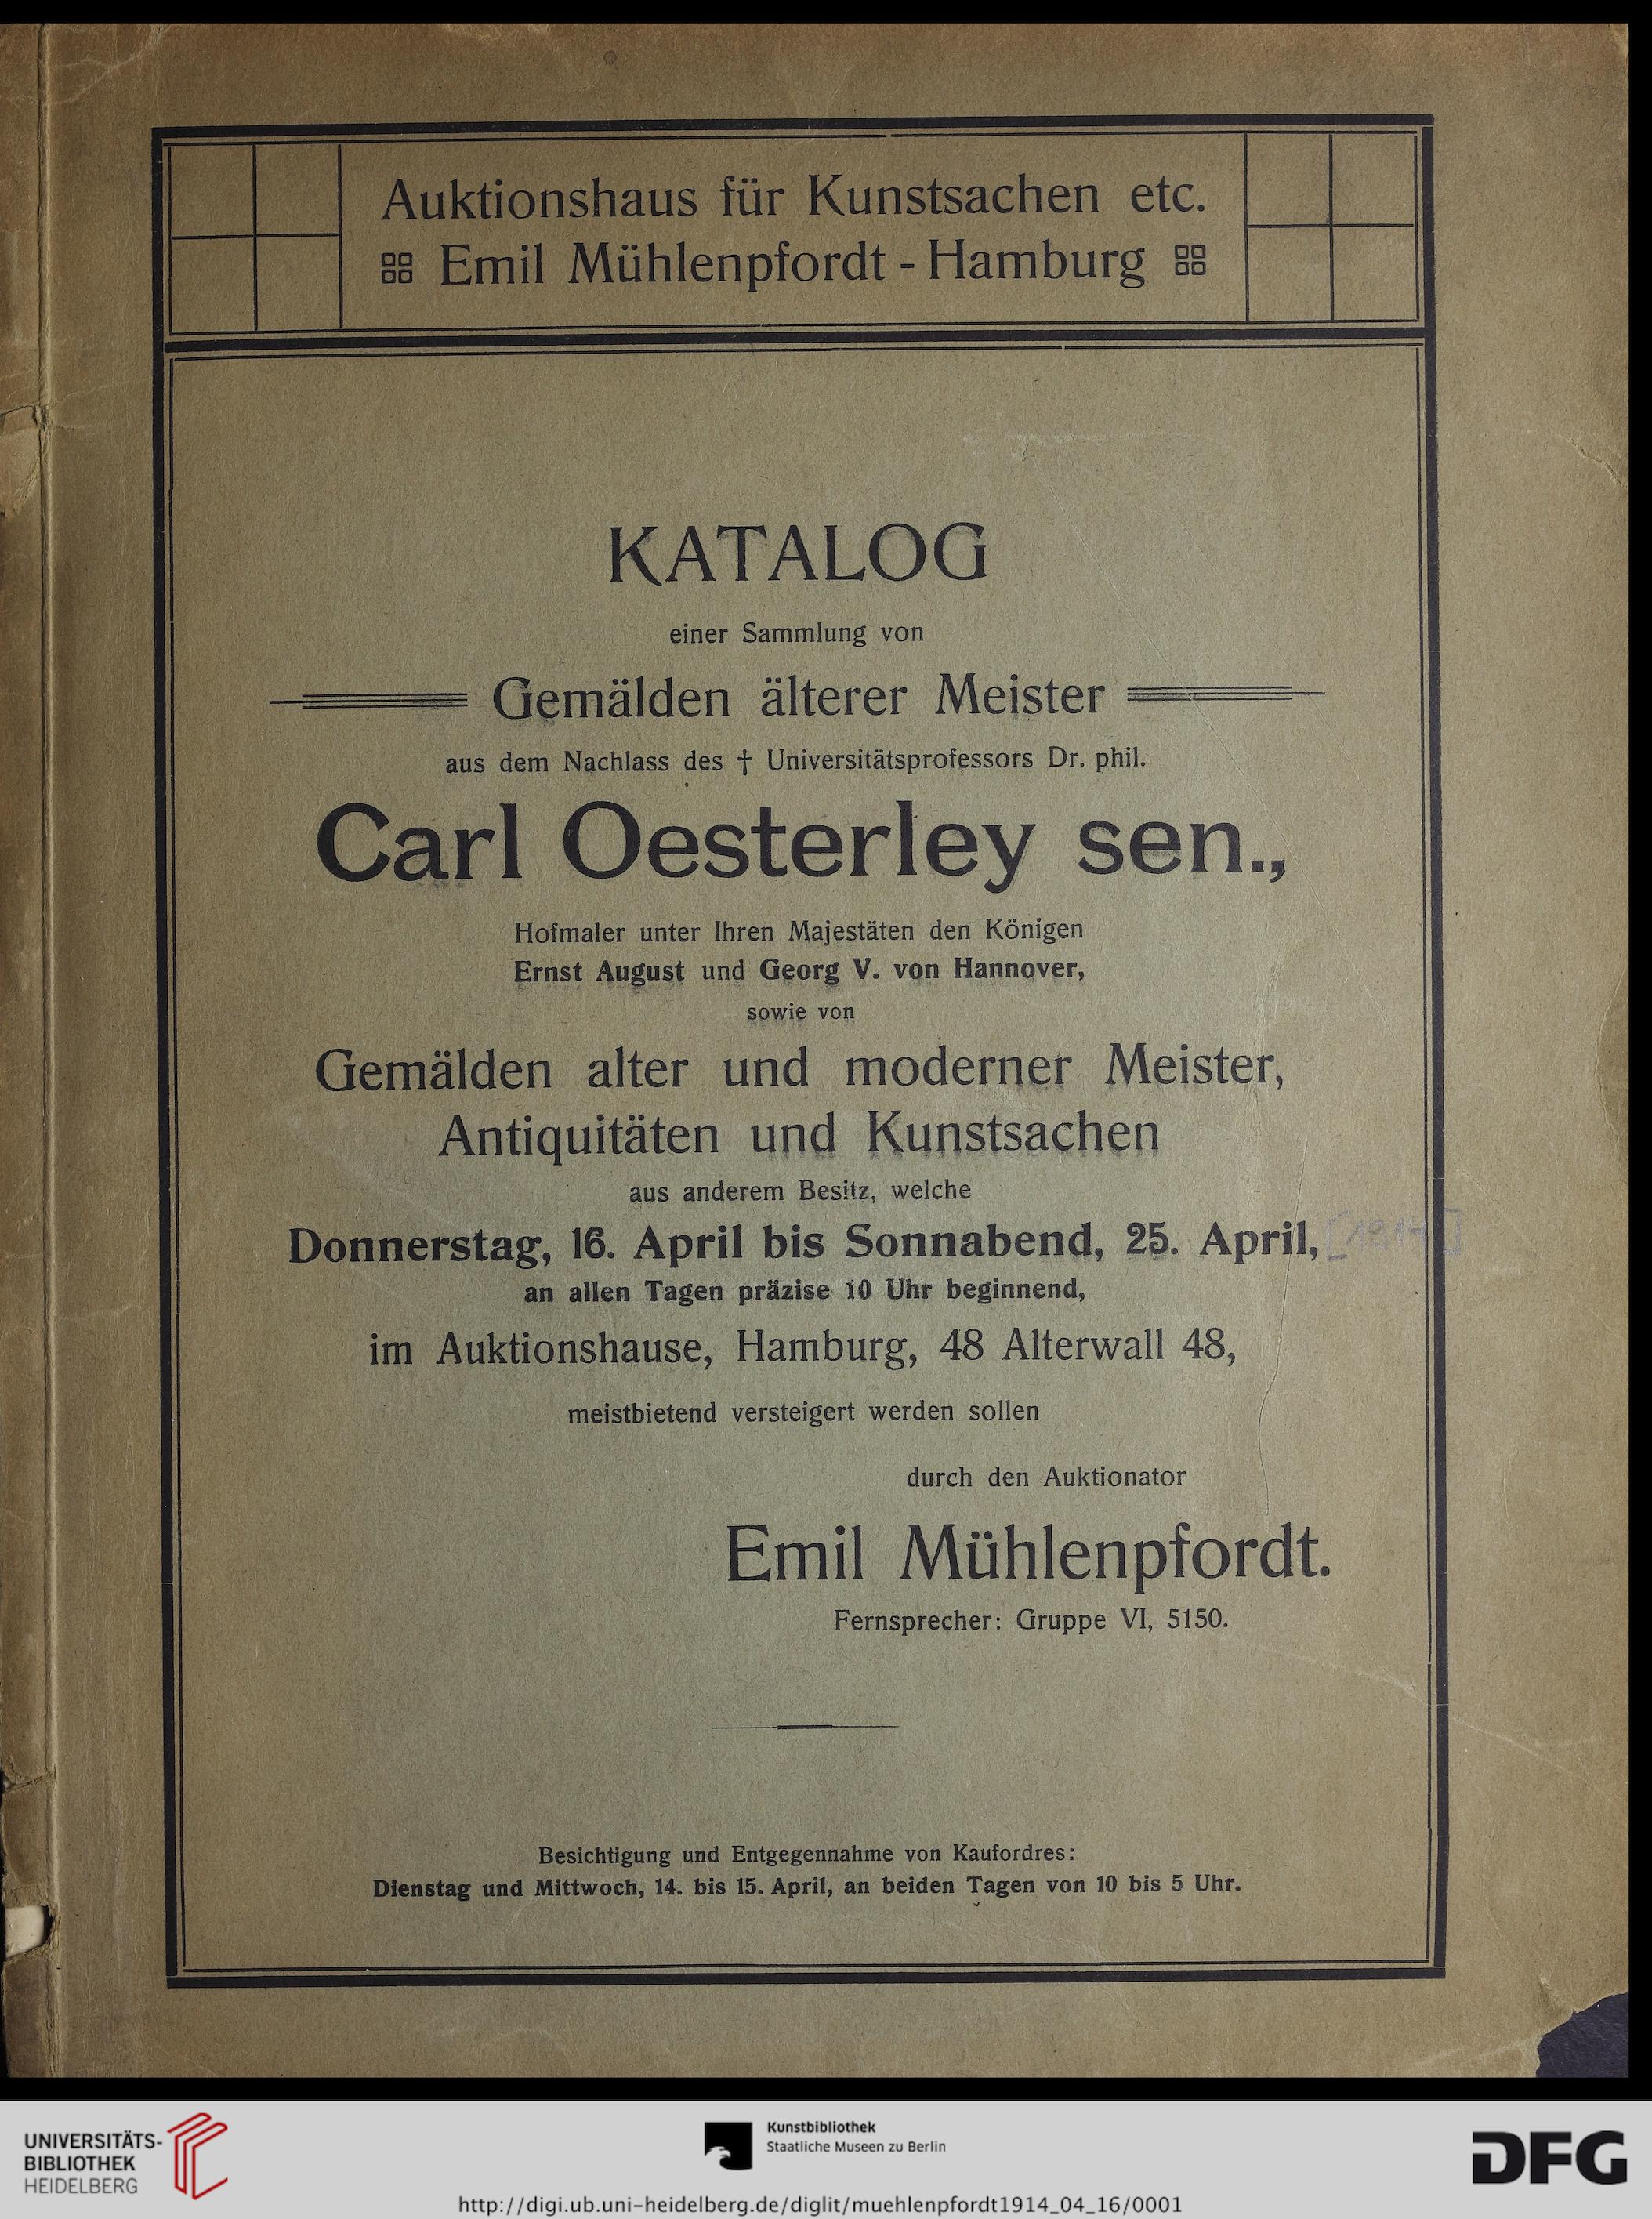 Auktionshaus für Kunstsachen etc.
Emil Mühlenpfordt - Hamburg
KATALOG
einer Sammlung von
Gemälden älterer Meister
aus dem Nachlass des † Universitätsprofessors Dr. phil.
Carl Oesterley sen.,
Hofmaler unter Ihren Majestäten den Königen
Ernst August und Georg V. von Hannover,
sowie von
Gemälden alter und moderner Meister,
Antiquitäten und Kunstsachen
aus anderem Besitz, welche
Donnerstag, 16. April bis Sonnabend, 25. April, [1914]
an allen Tagen präzise 10 Uhr beginnend,
im Auktionshause, Hamburg, 48 Alterwall 48,
meistbietend versteigert werden sollen
durch den Auktionator
Emil Mühlenpfordt.
Fernsprecher: Gruppe VI, 5150.
Besichtigung und Entgegennahme von Kaufordres:
Dienstag und Mittwoch, 14. bis 15. April, an beiden Tagen von 10 bis 5 Uhr.
UNIVERSITÄTS-
BIBLIOTHEK
HEIDELBERG
Kunstbibliothek
Staatliche Museen zu Berlin
DFG
http://digi.ub.uni-heidelberg.de/diglit/muehlenpfordt1914_04_16/0001